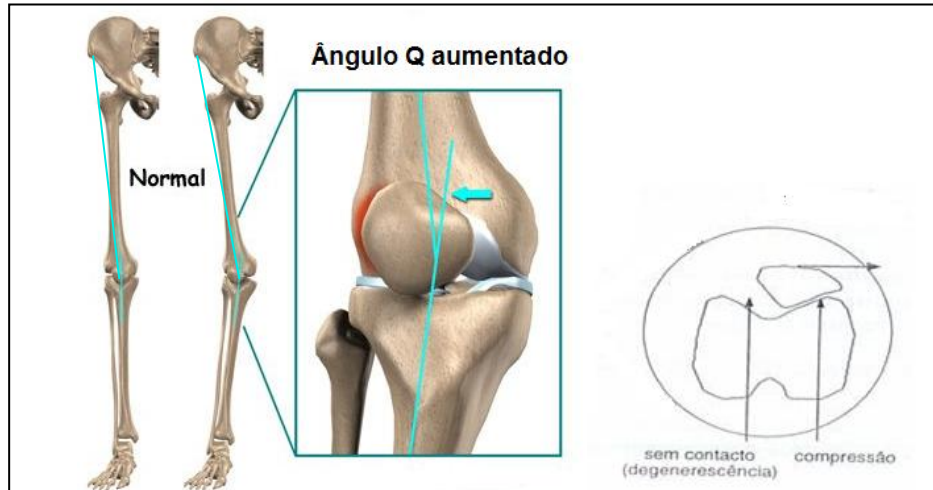 Ângulo Q aumentado
Normal
sem contacto
(degenerescência)
compressão